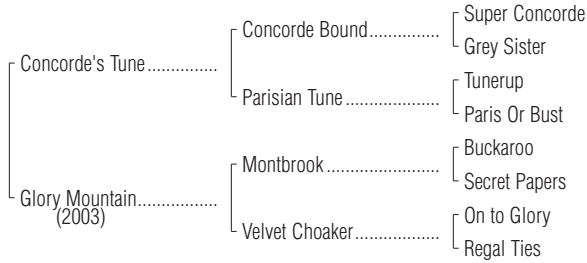 Super Concorde
Concorde Bound...............
Grey Sister
Concorde's Tune...............
Tunerup
Parisian Tune....................
Paris Or Bust
Buckaroo
Montbrook........................
Secret Papers
Glory Mountain.................
(2003)
On to Glory
Velvet Choaker..................
Regal Ties